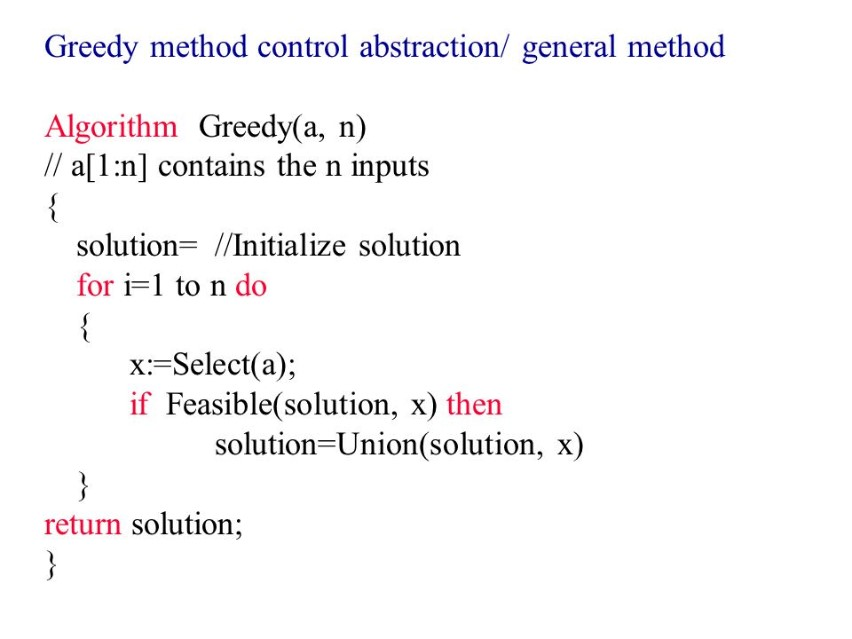 Greedy method control abstraction/ general method
Algorithm Greedy(a, n)
// a[1:n] contains the n inputs
{
solution= //Initialize solution
for i=1 to n do
{
x:=Select(a);
if Feasible(solution, x) then
solution=Union(solution, x)
}
return solution;
}